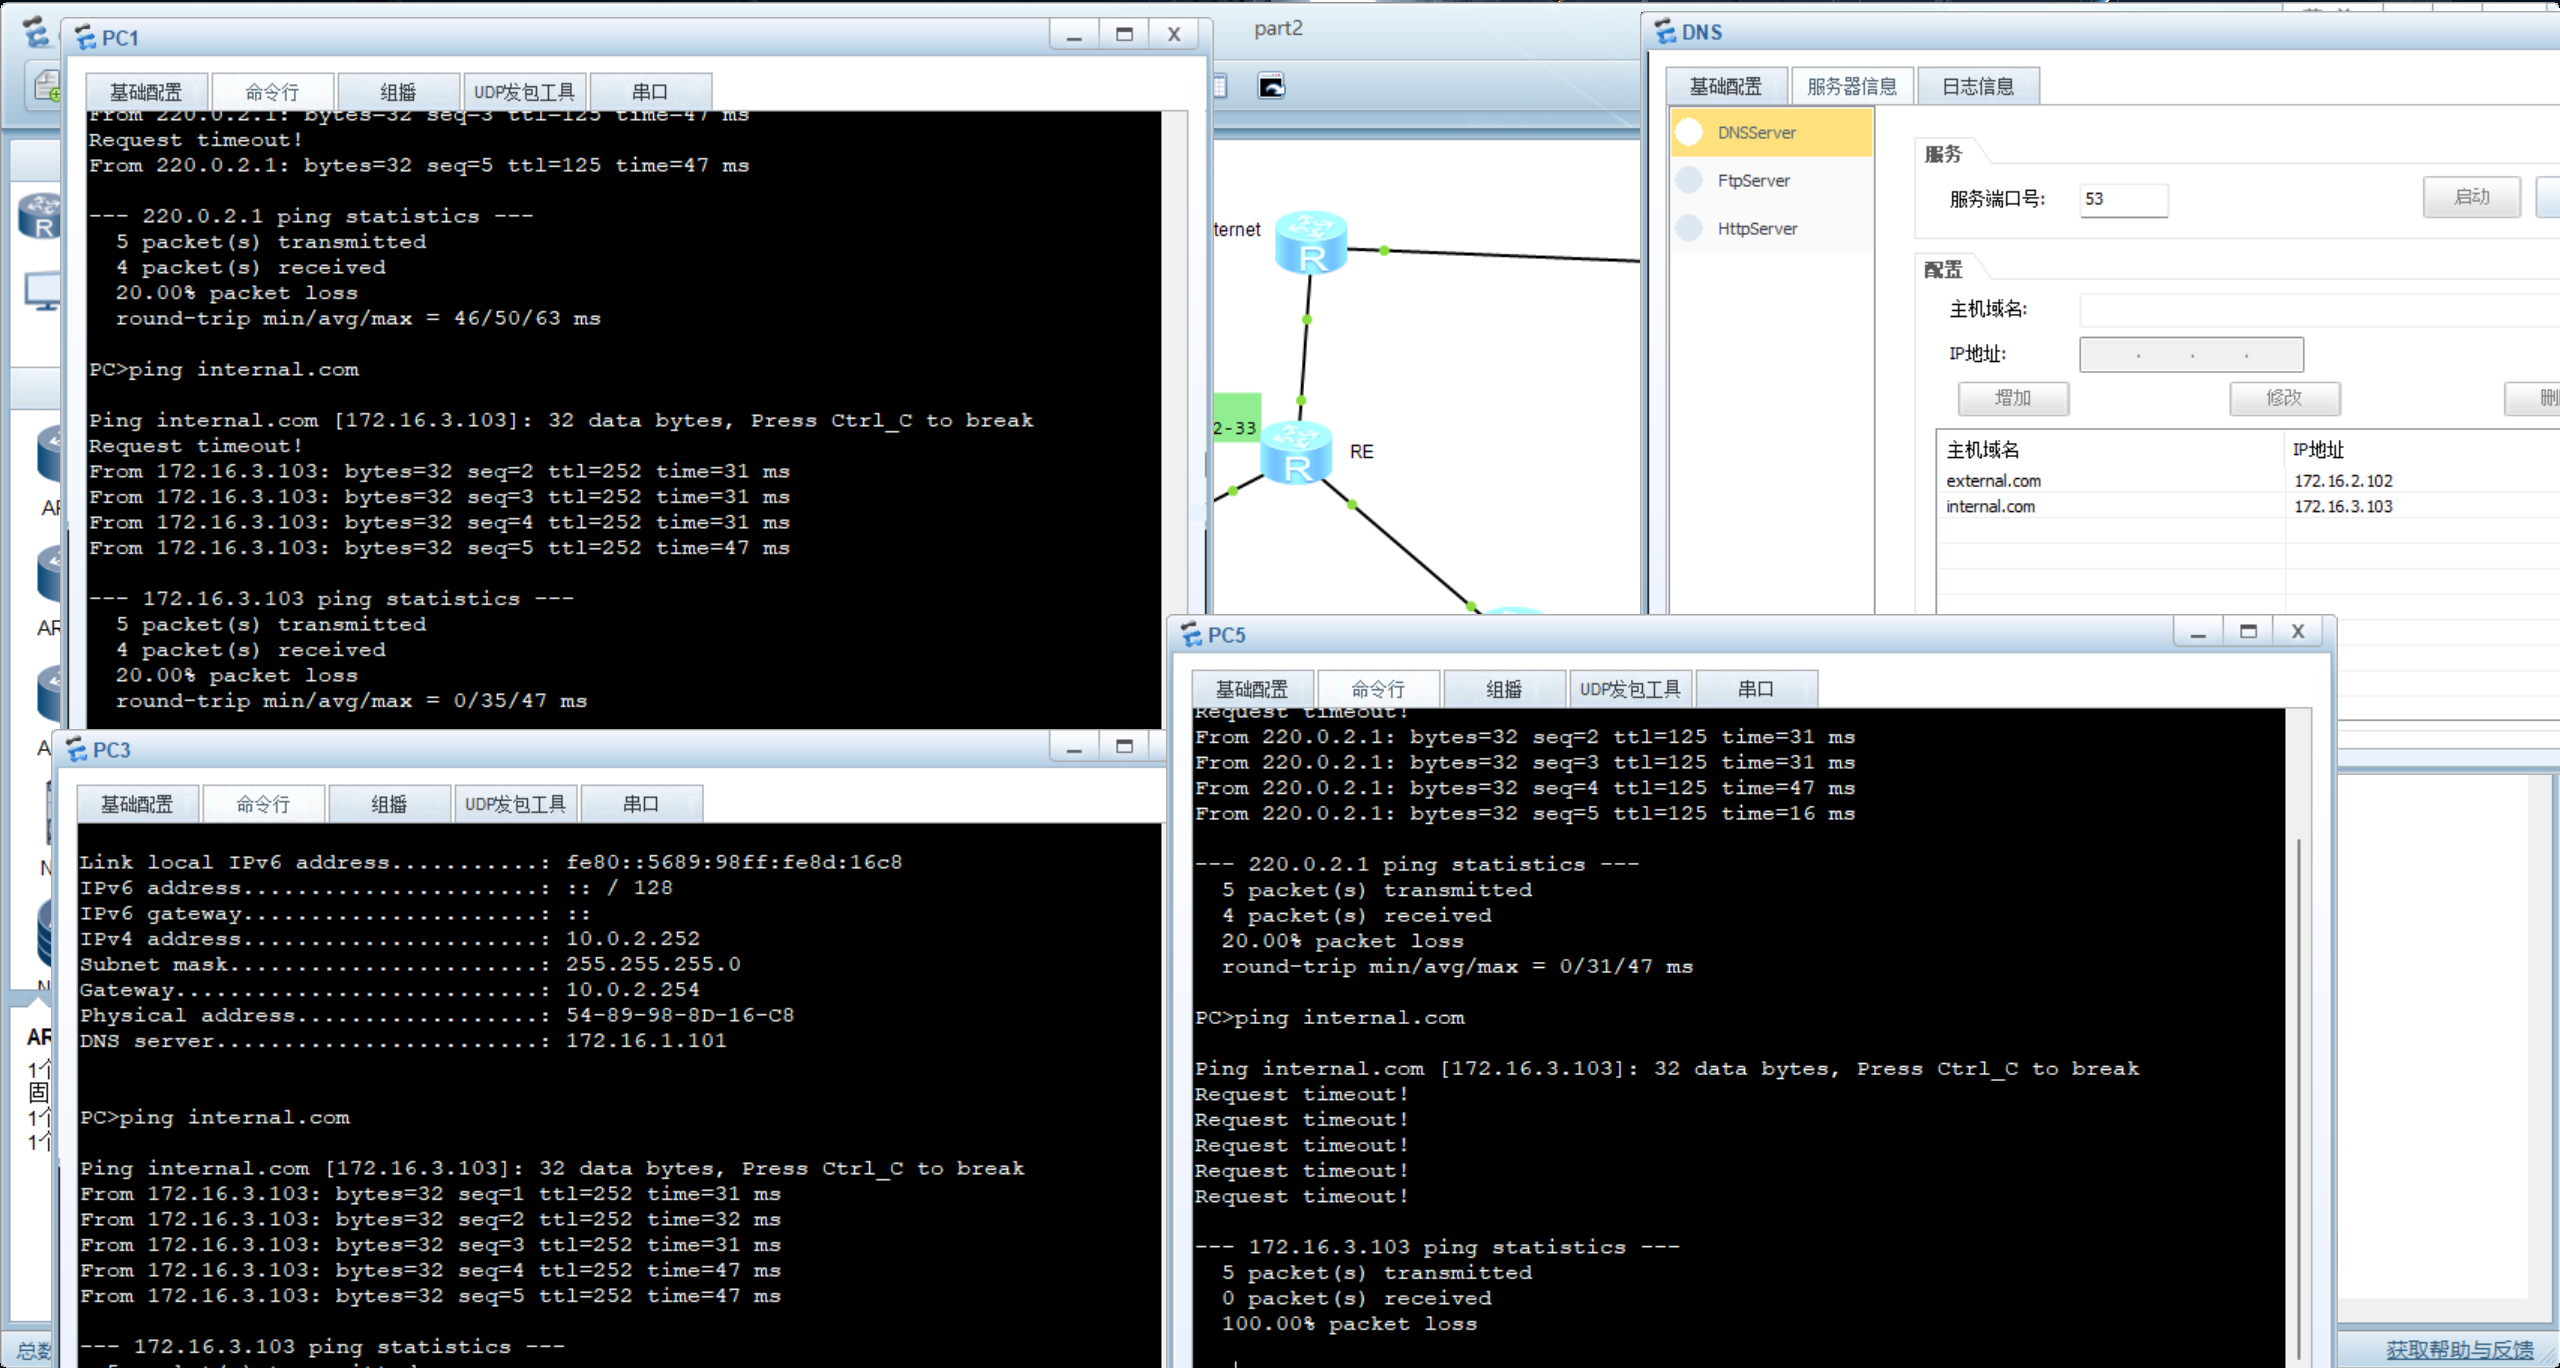 PC1
基础配置
命令行
组播
UDP发包工具
串口
From 220.0.2.1: bytes=32 seq=3 ttl=125 time=47 ms
Request timeout!
From 220.0.2.1: bytes=32 seq=5 ttl=125 time=47 ms
--- 220.0.2.1 ping statistics ---
5 packet(s) transmitted
4 packet(s) received
20.00% packet loss
round-trip min/avg/max = 46/50/63 ms
PC>ping internal.com
Ping internal.com [172.16.3.103]: 32 data bytes, Press Ctrl_C to break
Request timeout!
From 172.16.3.103: bytes=32 seq=2 ttl=252 time=31 ms
From 172.16.3.103: bytes=32 seq=3 ttl=252 time=31 ms
From 172.16.3.103: bytes=32 seq=4 ttl=252 time=31 ms
From 172.16.3.103: bytes=32 seq=5 ttl=252 time=47 ms
--- 172.16.3.103 ping statistics ---
5 packet(s) transmitted
4 packet(s) received
20.00% packet loss
round-trip min/avg/max = 0/35/47 ms
part2
ternet
R
2-33
R
RE
DNS
基础配置
服务器信息
日志信息
DNSServer
FtpServer
HttpServer
服务
服务端口号: 53
启动
配置
主机域名:
IP地址: . . .
增加
修改
删
主机域名 IP地址
external.com 172.16.2.102
internal.com 172.16.3.103
PC3
基础配置
命令行
组播
UDP发包工具
串口
Link local IPv6 address...........: fe80::5689:98ff:fe8d:16c8
IPv6 address......................: :: / 128
IPv6 gateway......................: ::
IPv4 address......................: 10.0.2.252
Subnet mask.......................: 255.255.255.0
Gateway...........................: 10.0.2.254
Physical address..................: 54-89-98-8D-16-C8
DNS server........................: 172.16.1.101
PC>ping internal.com
Ping internal.com [172.16.3.103]: 32 data bytes, Press Ctrl_C to break
From 172.16.3.103: bytes=32 seq=1 ttl=252 time=31 ms
From 172.16.3.103: bytes=32 seq=2 ttl=252 time=32 ms
From 172.16.3.103: bytes=32 seq=3 ttl=252 time=31 ms
From 172.16.3.103: bytes=32 seq=4 ttl=252 time=47 ms
From 172.16.3.103: bytes=32 seq=5 ttl=252 time=47 ms
--- 172.16.3.103 ping statistics ---
PC5
基础配置
命令行
组播
UDP发包工具
串口
Request timeout!
From 220.0.2.1: bytes=32 seq=2 ttl=125 time=31 ms
From 220.0.2.1: bytes=32 seq=3 ttl=125 time=31 ms
From 220.0.2.1: bytes=32 seq=4 ttl=125 time=47 ms
From 220.0.2.1: bytes=32 seq=5 ttl=125 time=16 ms
--- 220.0.2.1 ping statistics ---
5 packet(s) transmitted
4 packet(s) received
20.00% packet loss
round-trip min/avg/max = 0/31/47 ms
PC>ping internal.com
Ping internal.com [172.16.3.103]: 32 data bytes, Press Ctrl_C to break
Request timeout!
Request timeout!
Request timeout!
Request timeout!
Request timeout!
--- 172.16.3.103 ping statistics ---
5 packet(s) transmitted
0 packet(s) received
100.00% packet loss
R
AR
AR
A
N
N
AR
1个
固
1个
1个
总数
获取帮助与反馈